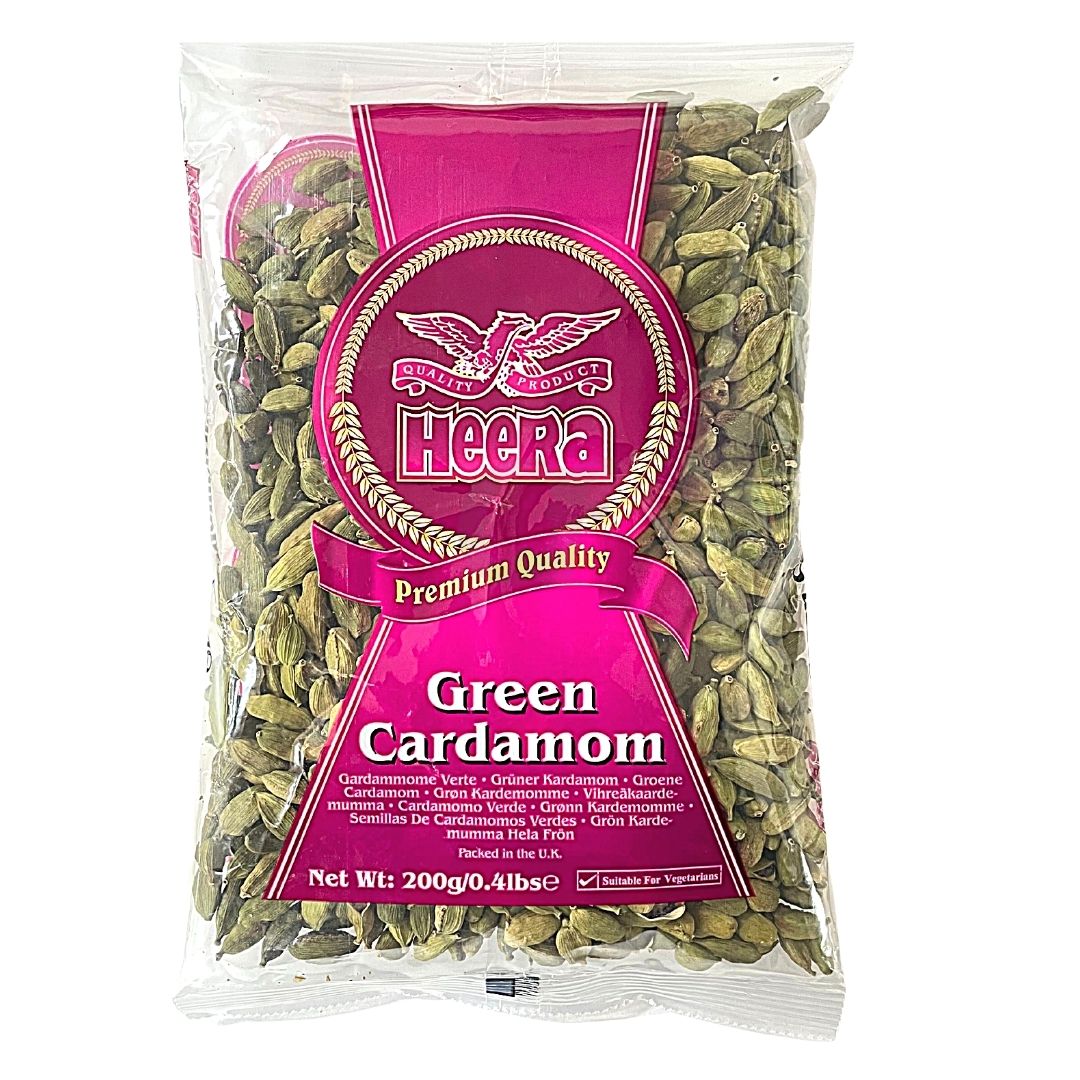 QUALITY PRODUCT
HeeRa
Premium Quality
Green
Cardamom
Gardammome Verte • Grüner Kardamom • Groene
Cardamom • Grøn Kardemomme • Vihreäkaarde-
mumma • Cardamomo Verde • Grønn Kardemomme •
Semillas De Cardamomos Verdes • Grön Karde-
mumma Hela Frön
Packed in the U.K.
Net Wt: 200g/0.4lbs℮
Suitable For Vegetarians